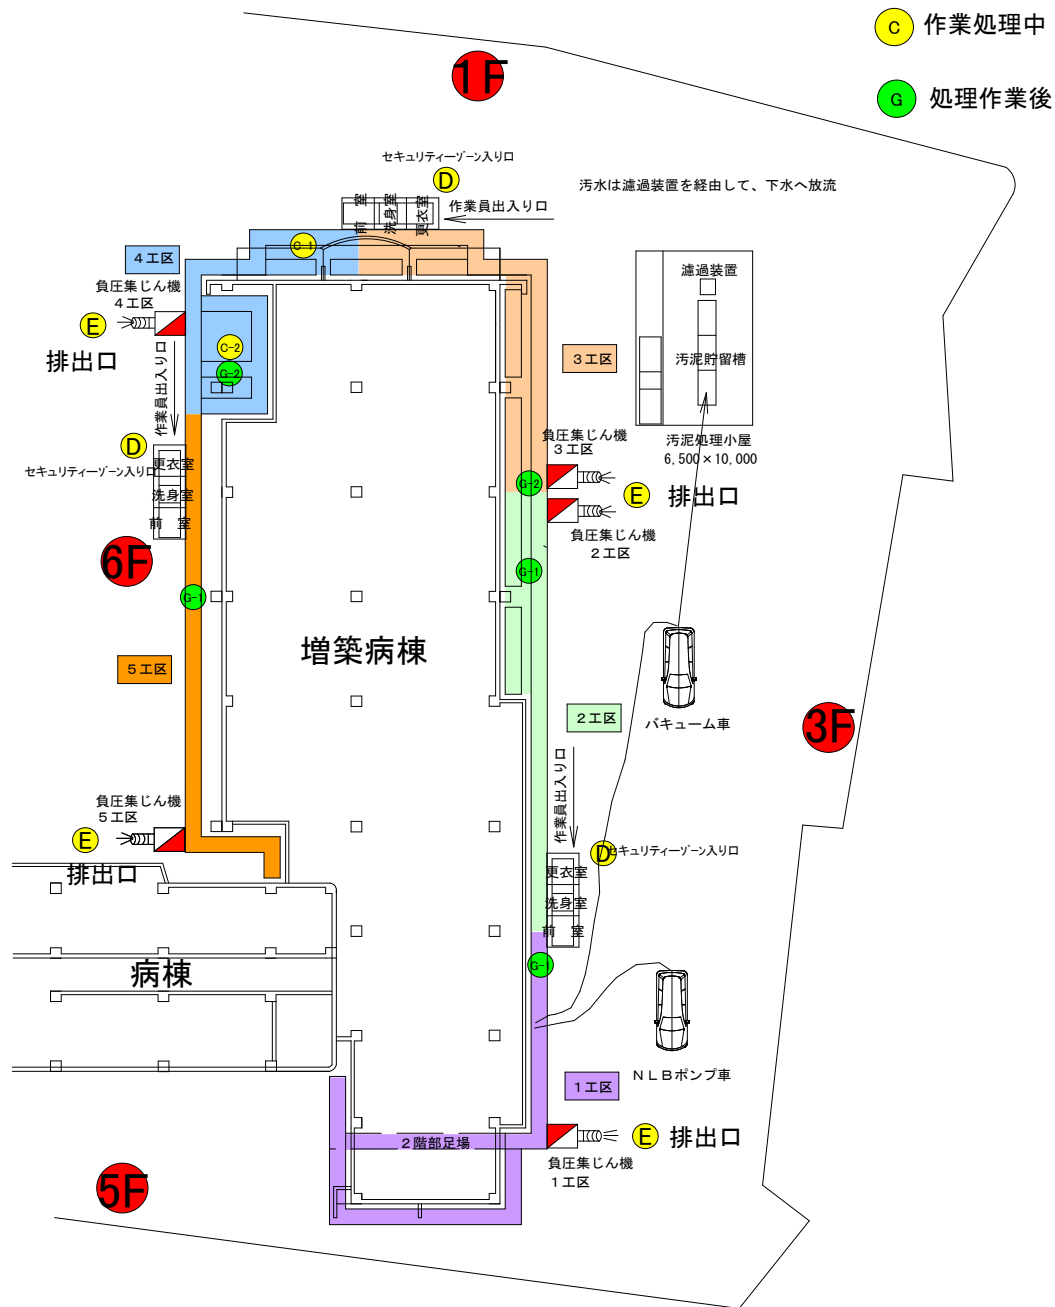 C 作業処理中
1F
G 処理作業後
セキュリティーゾーン入り口
D
汚水は濾過装置を経由して、下水へ放流
前室
洗身室
更衣室
作業員出入り口
C-1
4工区
濾過装置
負圧集じん機
4工区
E
排出口
C-2
G-2
作業員出入り口
3工区
汚泥貯留槽
D
セキュリティーゾーン入り口
更衣室
洗身室
前 室
負圧集じん機
3工区
汚泥処理小屋
6,500×10,000
G-2
E 排出口
負圧集じん機
2工区
6F
G-1
G-1
増築病棟
5工区
2工区
バキューム車
3F
作業員出入り口
負圧集じん機
5工区
E
排出口
D
セキュリティーゾーン入り口
更衣室
洗身室
前 室
病棟
G-1
NLBポンプ車
1工区
2階部足場
E 排出口
負圧集じん機
1工区
5F